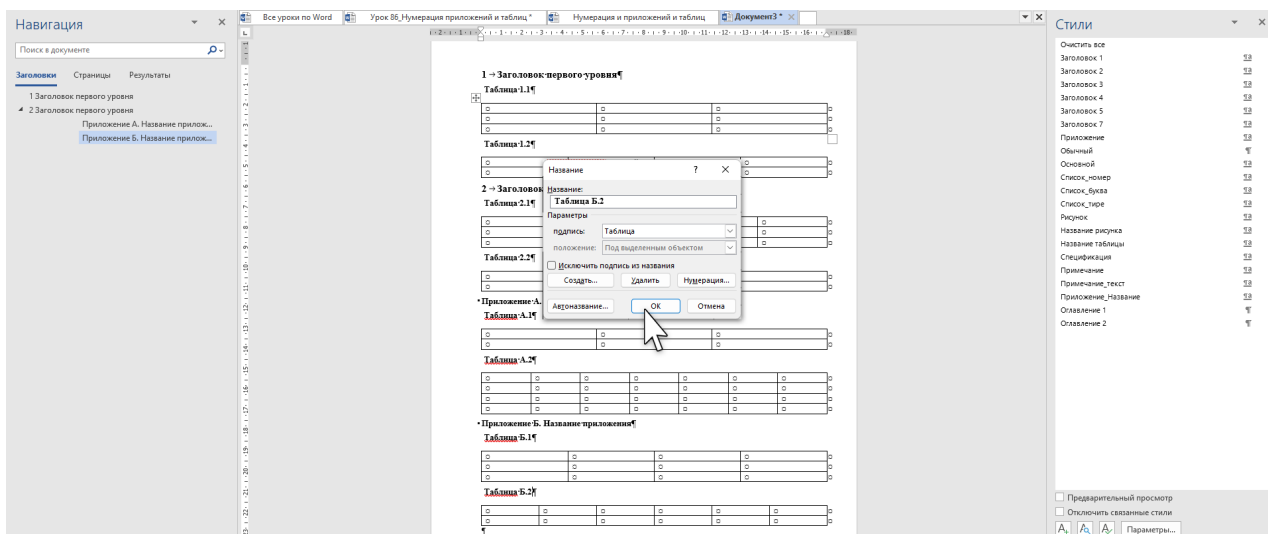 Навигация
Поиск в документе
Заголовки Страницы Результаты
1 Заголовок первого уровня
2 Заголовок первого уровня
Приложение А. Название прилож...
Приложение Б. Название прилож...
Все уроки по Word Урок 86_Нумерация приложений и таблиц * Нумерация и приложений и таблиц Документ3 *
1 Заголовок первого уровня
Таблица 1.1
Таблица 1.2
2 Заголовок
Таблица 2.1
Таблица 2.2
Приложение А.
Таблица А.1
Таблица А.2
Приложение Б. Название приложения
Таблица Б.1
Таблица Б.2
Название ?
Название:
Таблица Б.2
Параметры
подпись: Таблица
положение: Под выделенным объектом
Исключить подпись из названия
Создать... Удалить Нумерация...
Автоназвание... ОК Отмена
Стили
Очистить все
Заголовок 1
Заголовок 2
Заголовок 3
Заголовок 4
Заголовок 5
Заголовок 7
Приложение
Обычный
Основной
Список_номер
Список_буква
Список_тире
Рисунок
Название рисунка
Название таблицы
Спецификация
Примечание
Примечание_текст
Приложение_Название
Оглавление 1
Оглавление 2
Предварительный просмотр
Отключить связанные стили
Параметры...